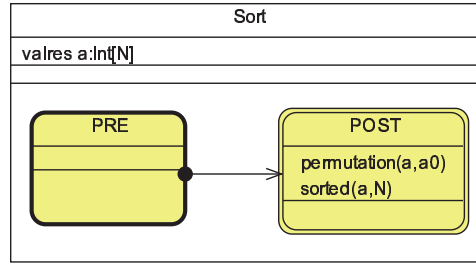 Sort
valres a:Int[N]
PRE
POST
permutation(a,a0)
sorted(a,N)